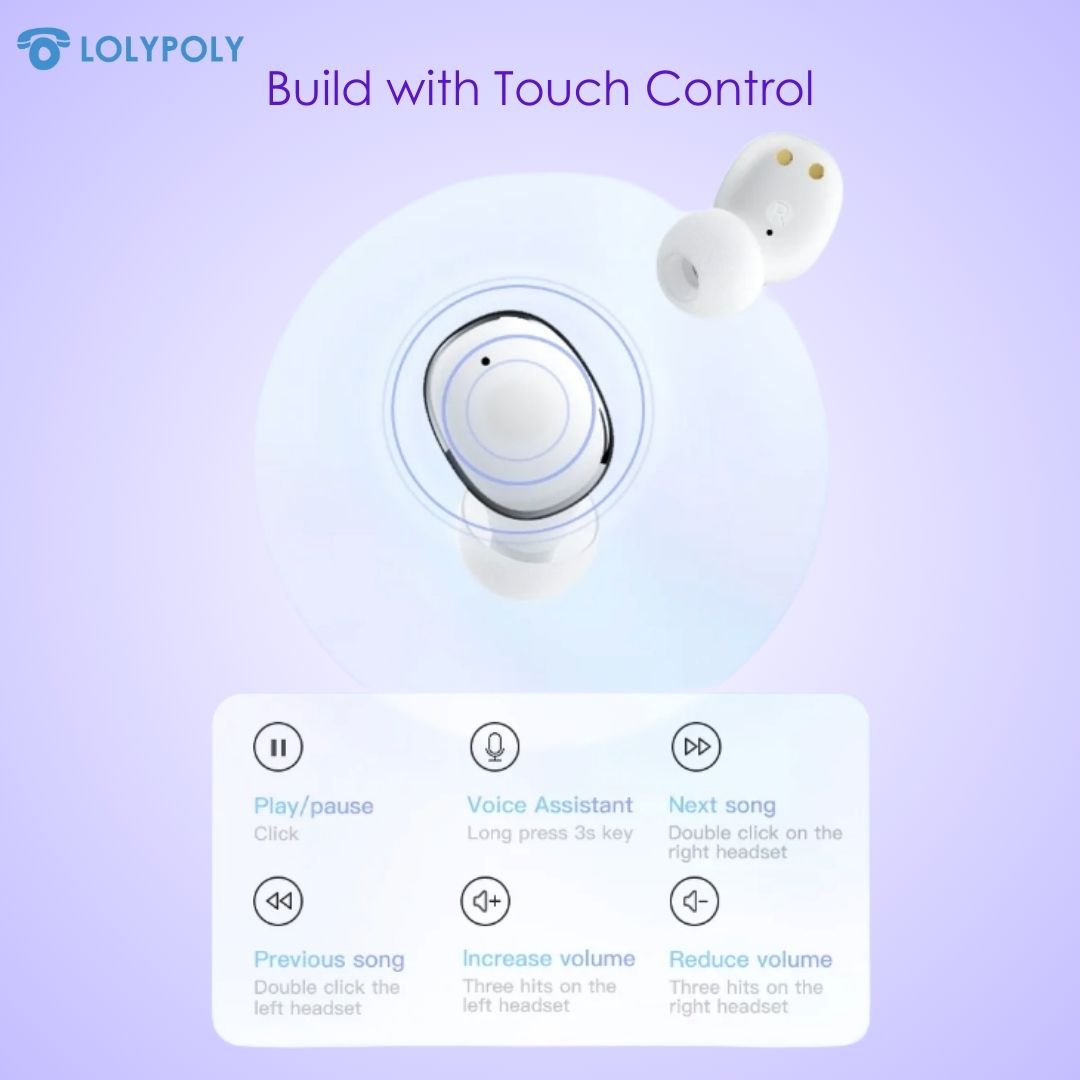 LOLYPOLY
Build with Touch Control
R
Play/pause
Click
Voice Assistant
Long press 3s key
Next song
Double click on the
right headset
Previous song
Double click the
left headset
Increase volume
Three hits on the
left headset
Reduce volume
Three hits on the
right headset